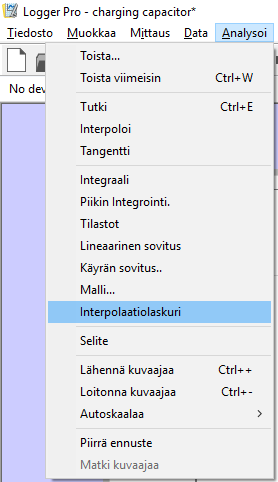 Logger Pro - charging capacitor*
Tiedosto Muokkaa Mittaus Data Analysoi
No dev
Toista...
Toista viimeisin Ctrl+W
Tutki Ctrl+E
Interpoloi
Tangentti
Integraali
Piikin Integrointi.
Tilastot
Lineaarinen sovitus
Käyrän sovitus..
Malli...
Interpolaatiolaskuri
Selite
Lähennä kuvaajaa Ctrl++
Loitonna kuvaajaa Ctrl+-
Autoskaalaa
Piirrä ennuste
Matki kuvaajaa